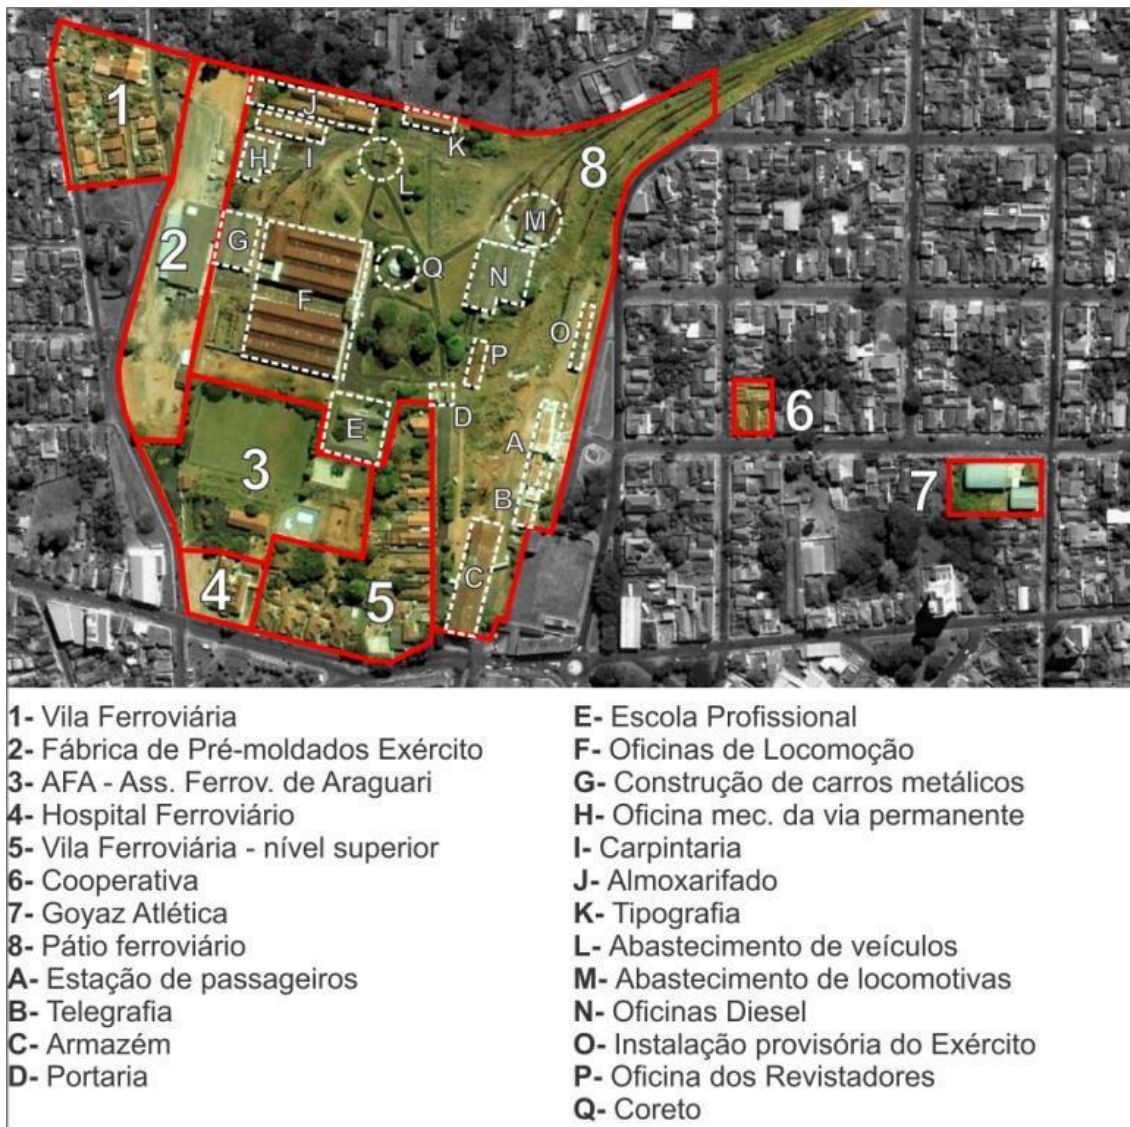 1
J
K
8
H
I
L
M
2
G
Q
N
F
O
P
6
D
E
A
3
7
B
C
4
5
1- Vila Ferroviária
2- Fábrica de Pré-moldados Exército
3- AFA - Ass. Ferrov. de Araguari
4- Hospital Ferroviário
5- Vila Ferroviária - nível superior
6- Cooperativa
7- Goyaz Atlética
8- Pátio ferroviário
A- Estação de passageiros
B- Telegrafia
C- Armazém
D- Portaria
E- Escola Profissional
F- Oficinas de Locomoção
G- Construção de carros metálicos
H- Oficina mec. da via permanente
I- Carpintaria
J- Almoxarifado
K- Tipografia
L- Abastecimento de veículos
M- Abastecimento de locomotivas
N- Oficinas Diesel
O- Instalação provisória do Exército
P- Oficina dos Revistadores
Q- Coreto